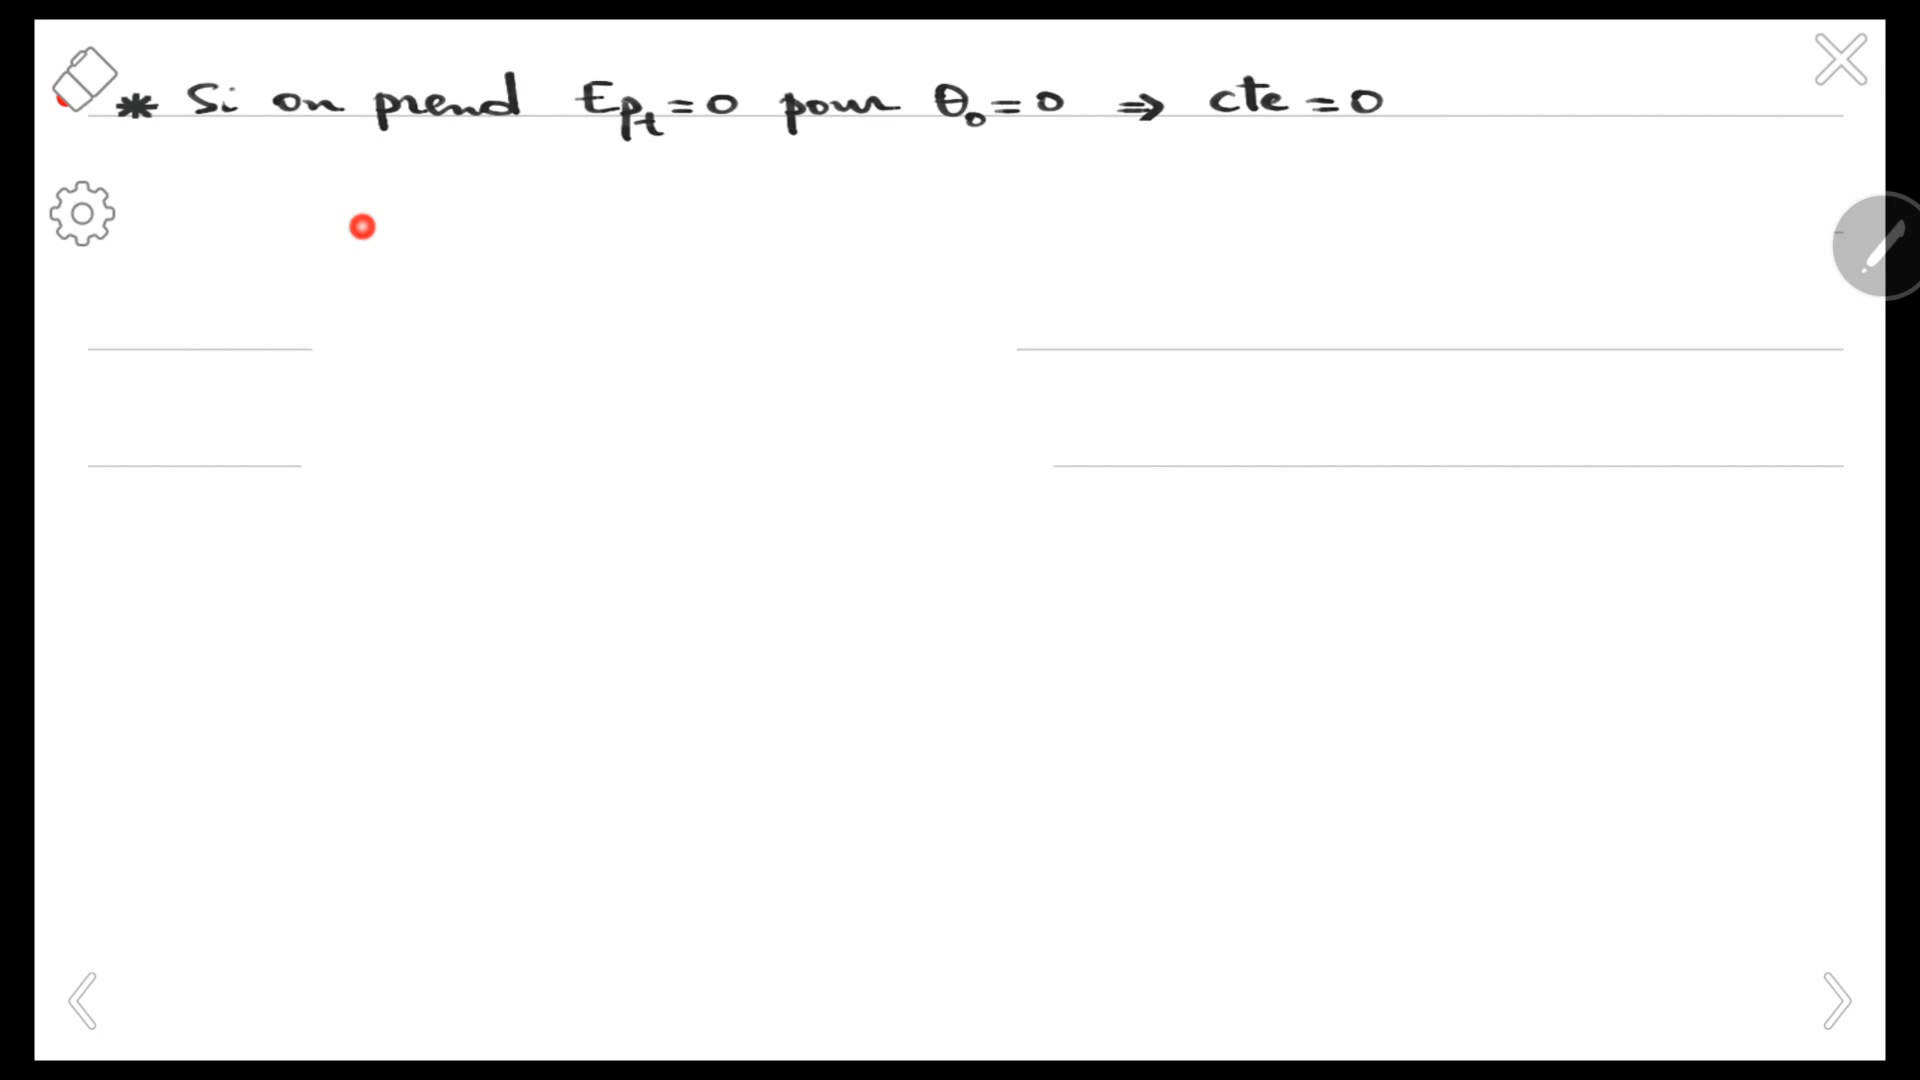 * Si on prend Ept = 0 pour θ₀ = 0 ⇒ cte = 0